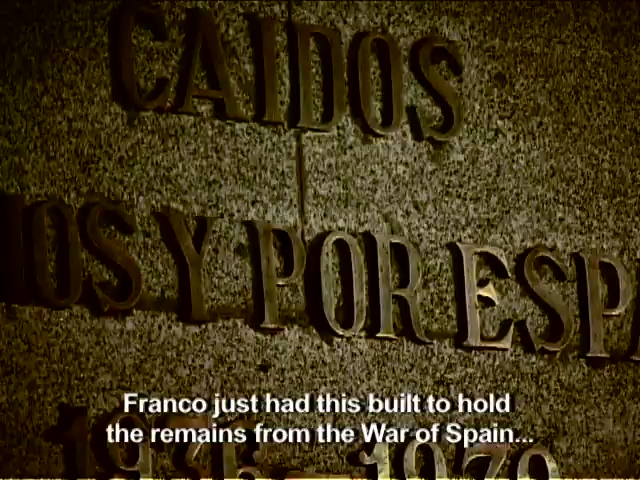 CAIDOS
IOS Y POR ESPA
Franco just had this built to hold
the remains from the War of Spain...